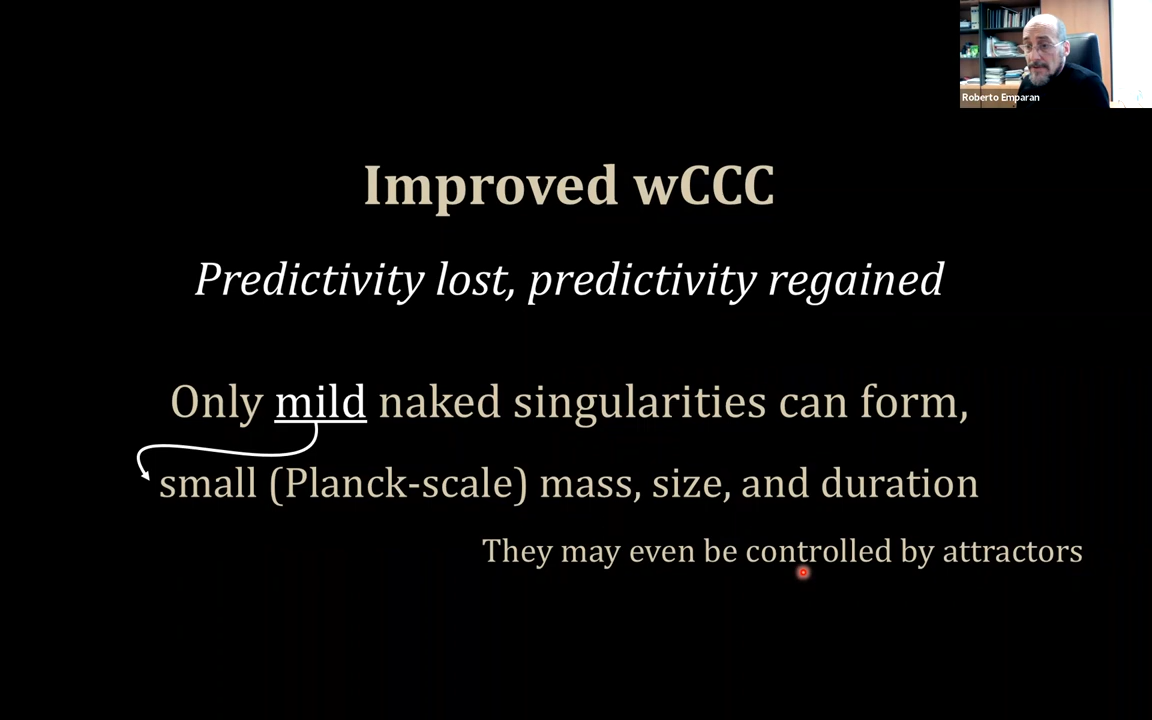 Roberto Emparan
Improved wCCC
Predictivity lost, predictivity regained
Only mild naked singularities can form,
small (Planck-scale) mass, size, and duration
They may even be controlled by attractors